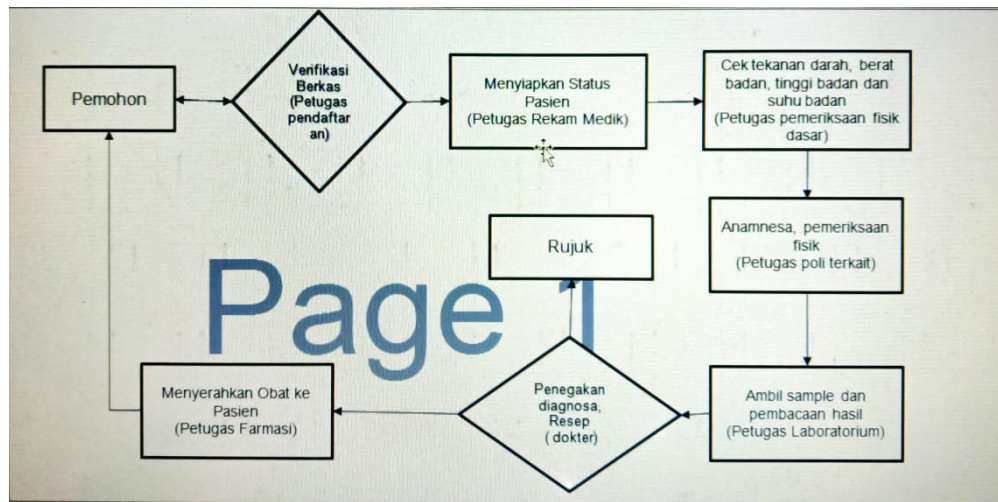 Pemohon
Verifikasi
Berkas
(Petugas
pendaftar
an)
Menyiapkan Status
Pasien
(Petugas Rekam Medik)
Cek tekanan darah, berat
badan, tinggi badan dan
suhu badan
(Petugas pemeriksaan fisik
dasar)
Anamnesa, pemeriksaan
fisik
(Petugas poli terkait)
Rujuk
Page 1
Ambil sample dan
pembacaan hasil
(Petugas Laboratorium)
Penegakan
diagnosa,
Resep
( dokter)
Menyerahkan Obat ke
Pasien
(Petugas Farmasi)